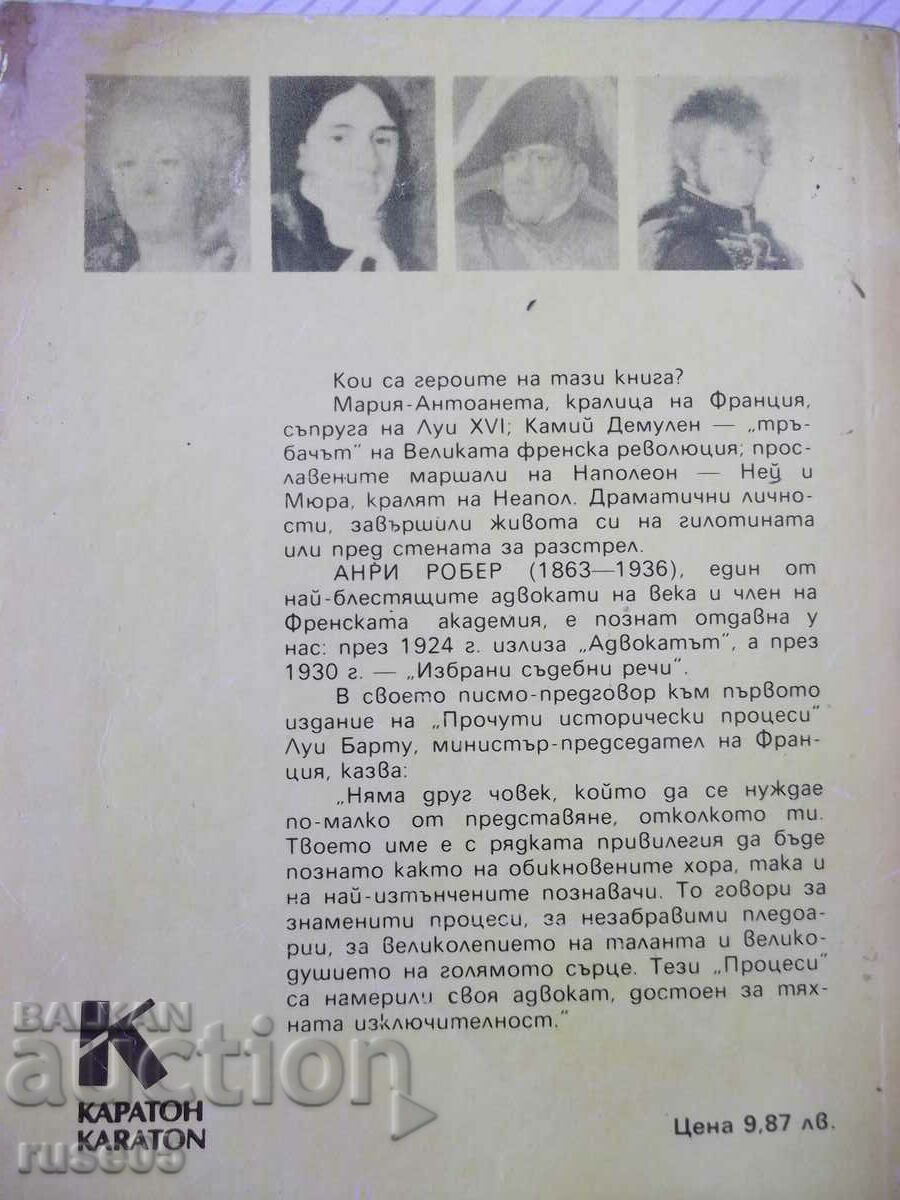 Кои са героите на тази книга?
Мария-Антоанета, кралица на Франция,
съпруга на Луи XVI; Камий Демулен — „тръ-
бачът" на Великата френска революция; прос-
лавените маршали на Наполеон — Ней и
Мюра, кралят на Неапол. Драматични лично-
сти, завършили живота си на гилотината
или пред стената за разстрел.
АНРИ РОБЕР (1863—1936), един от
най-блестящите адвокати на века и член на
Френската академия, е познат отдавна у
нас: през 1924 г. излиза „Адвокатът", а през
1930 г. — „Избрани съдебни речи".
В своето писмо-предговор към първото
издание на „Прочути исторически процеси"
Луи Барту, министър-председател на Фран-
ция, казва:
„Няма друг човек, който да се нуждае
по-малко от представяне, отколкото ти.
Твоето име е с рядката привилегия да бъде
познато както на обикновените хора, така и
на най-изтънчените познавачи. То говори за
знаменити процеси, за незабравими пледоа-
рии, за великолепието на таланта и велико-
душието на голямото сърце. Тези „Процеси"
са намерили своя адвокат, достоен за тях-
ната изключителност."
BALKAN
auction
К
КАРАТОН
KARATON
ruse05
Цена 9,87 лв.